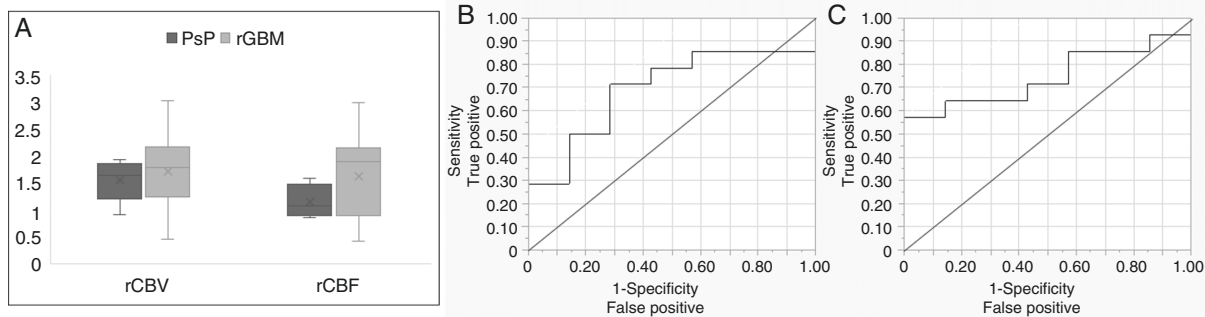 A
PsP rGBM
3.5
3
2.5
2
1.5
1
0.5
0
rCBV rCBF
B
1.00
0.90
0.80
0.70
0.60
0.50
0.40
0.30
0.20
0.10
0
Sensitivity
True positive
0 0.20 0.40 0.60 0.80 1.00
1-Specificity
False positive
C
1.00
0.90
0.80
0.70
0.60
0.50
0.40
0.30
0.20
0.10
0
Sensitivity
True positive
0 0.20 0.40 0.60 0.80 1.00
1-Specificity
False positive